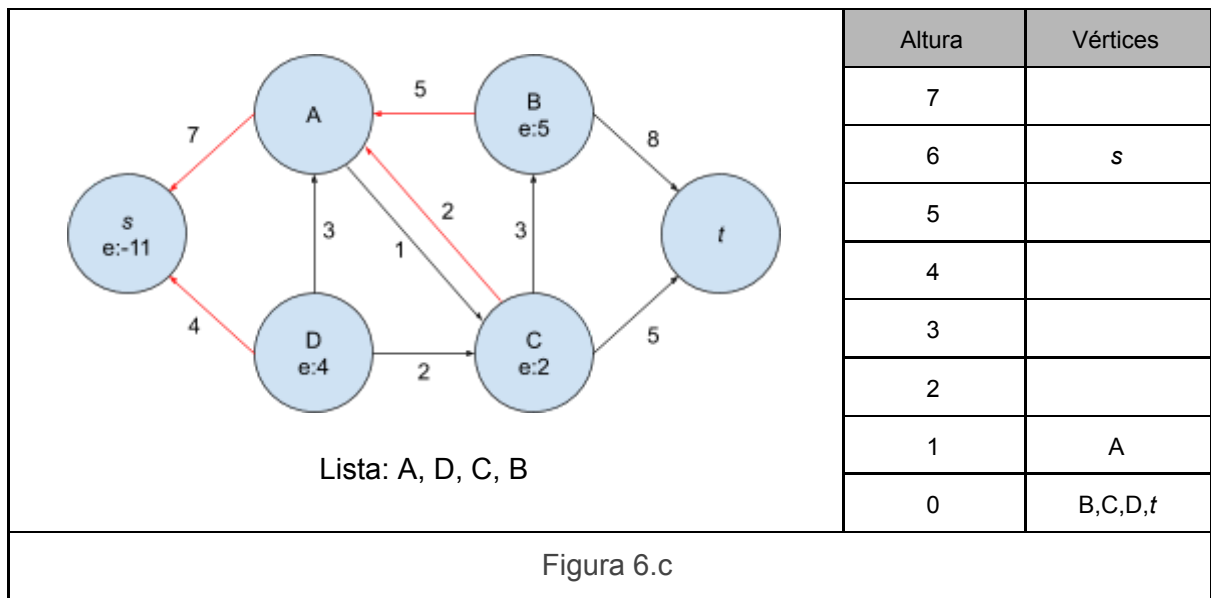 Altura Vértices
7
6 s
5
4
3
2
1 A
0 B,C,D,t
A
B
e:5
s
e:-11
t
D
e:4
C
e:2
5
7
8
3
1
2
3
4
2
5
Lista: A, D, C, B
Figura 6.c